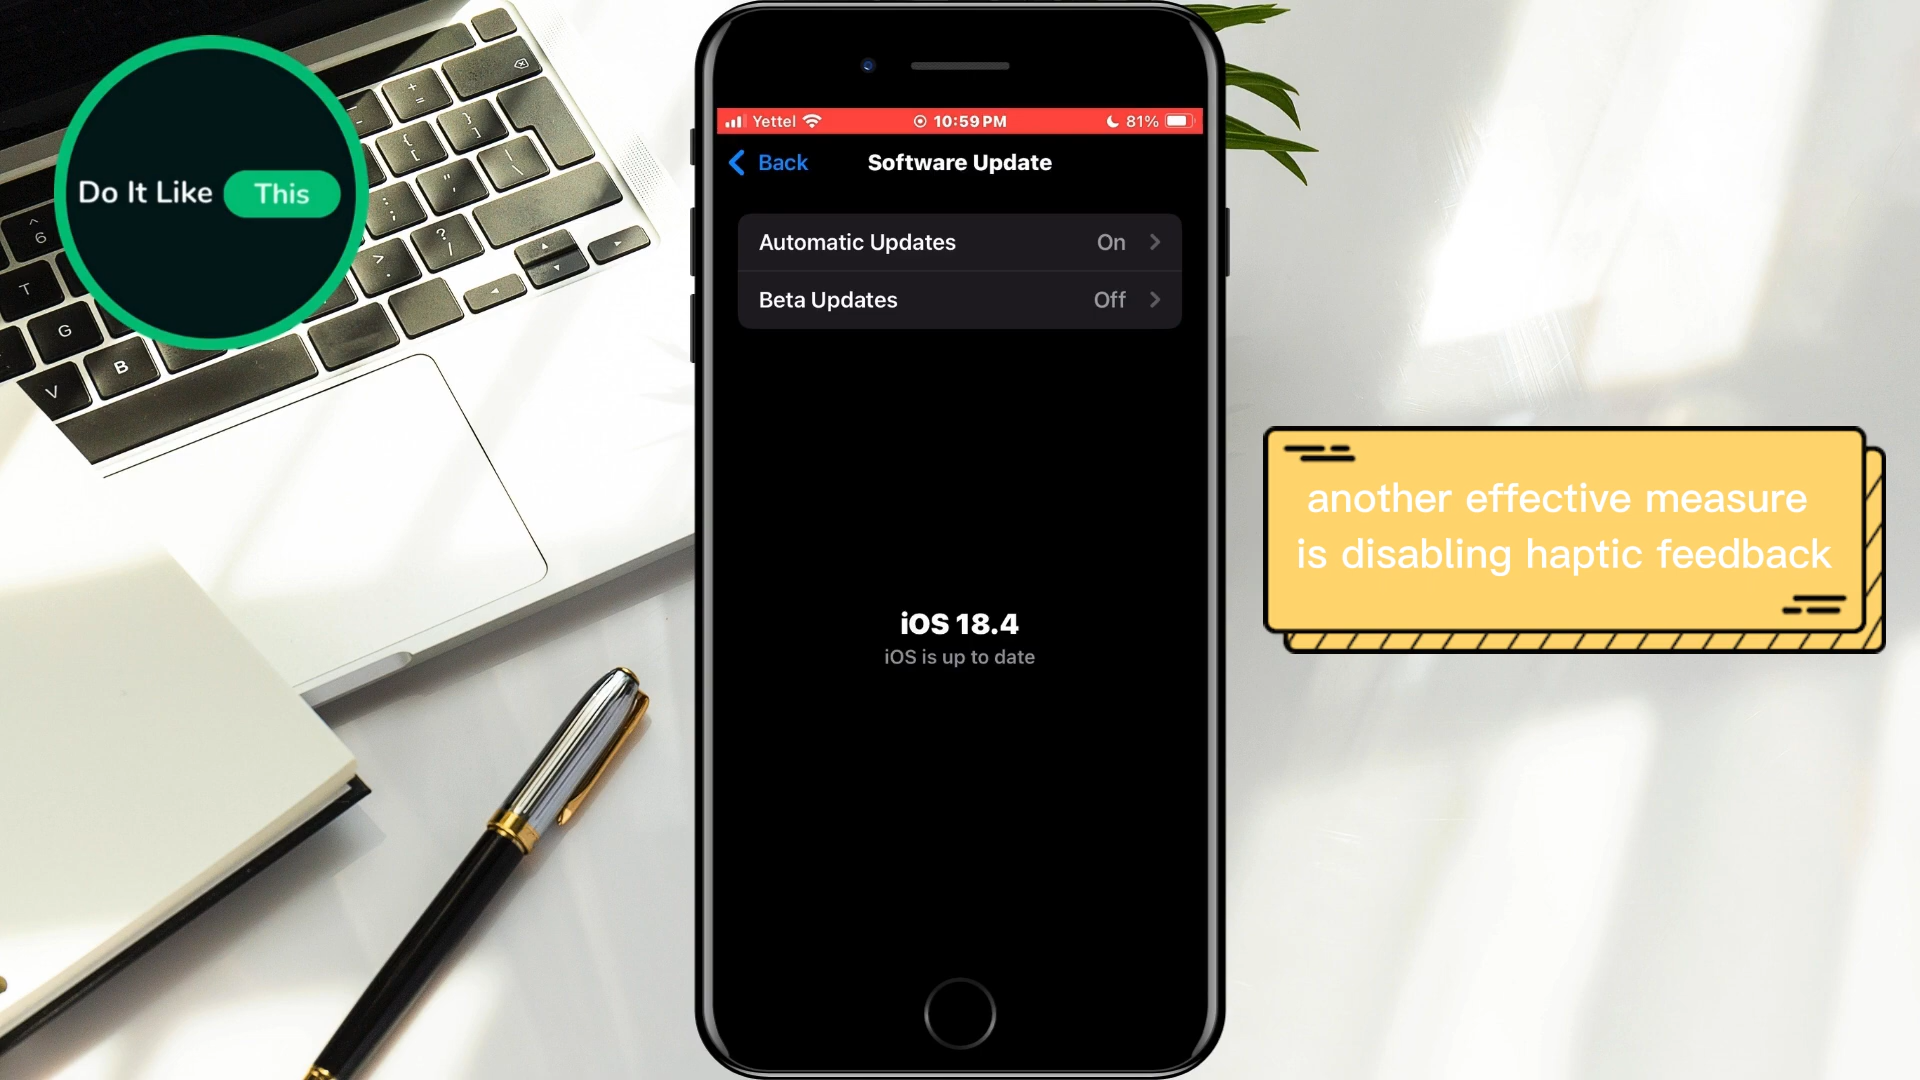 Do It Like This
Yettel 10:59 PM 81%
Back Software Update
Automatic Updates On
Beta Updates Off
iOS 18.4
iOS is up to date
another effective measure
is disabling haptic feedback
6
T
G
B
V
+
=
{
[
}
]
"
'
:
;
?
/
>
.
|
\